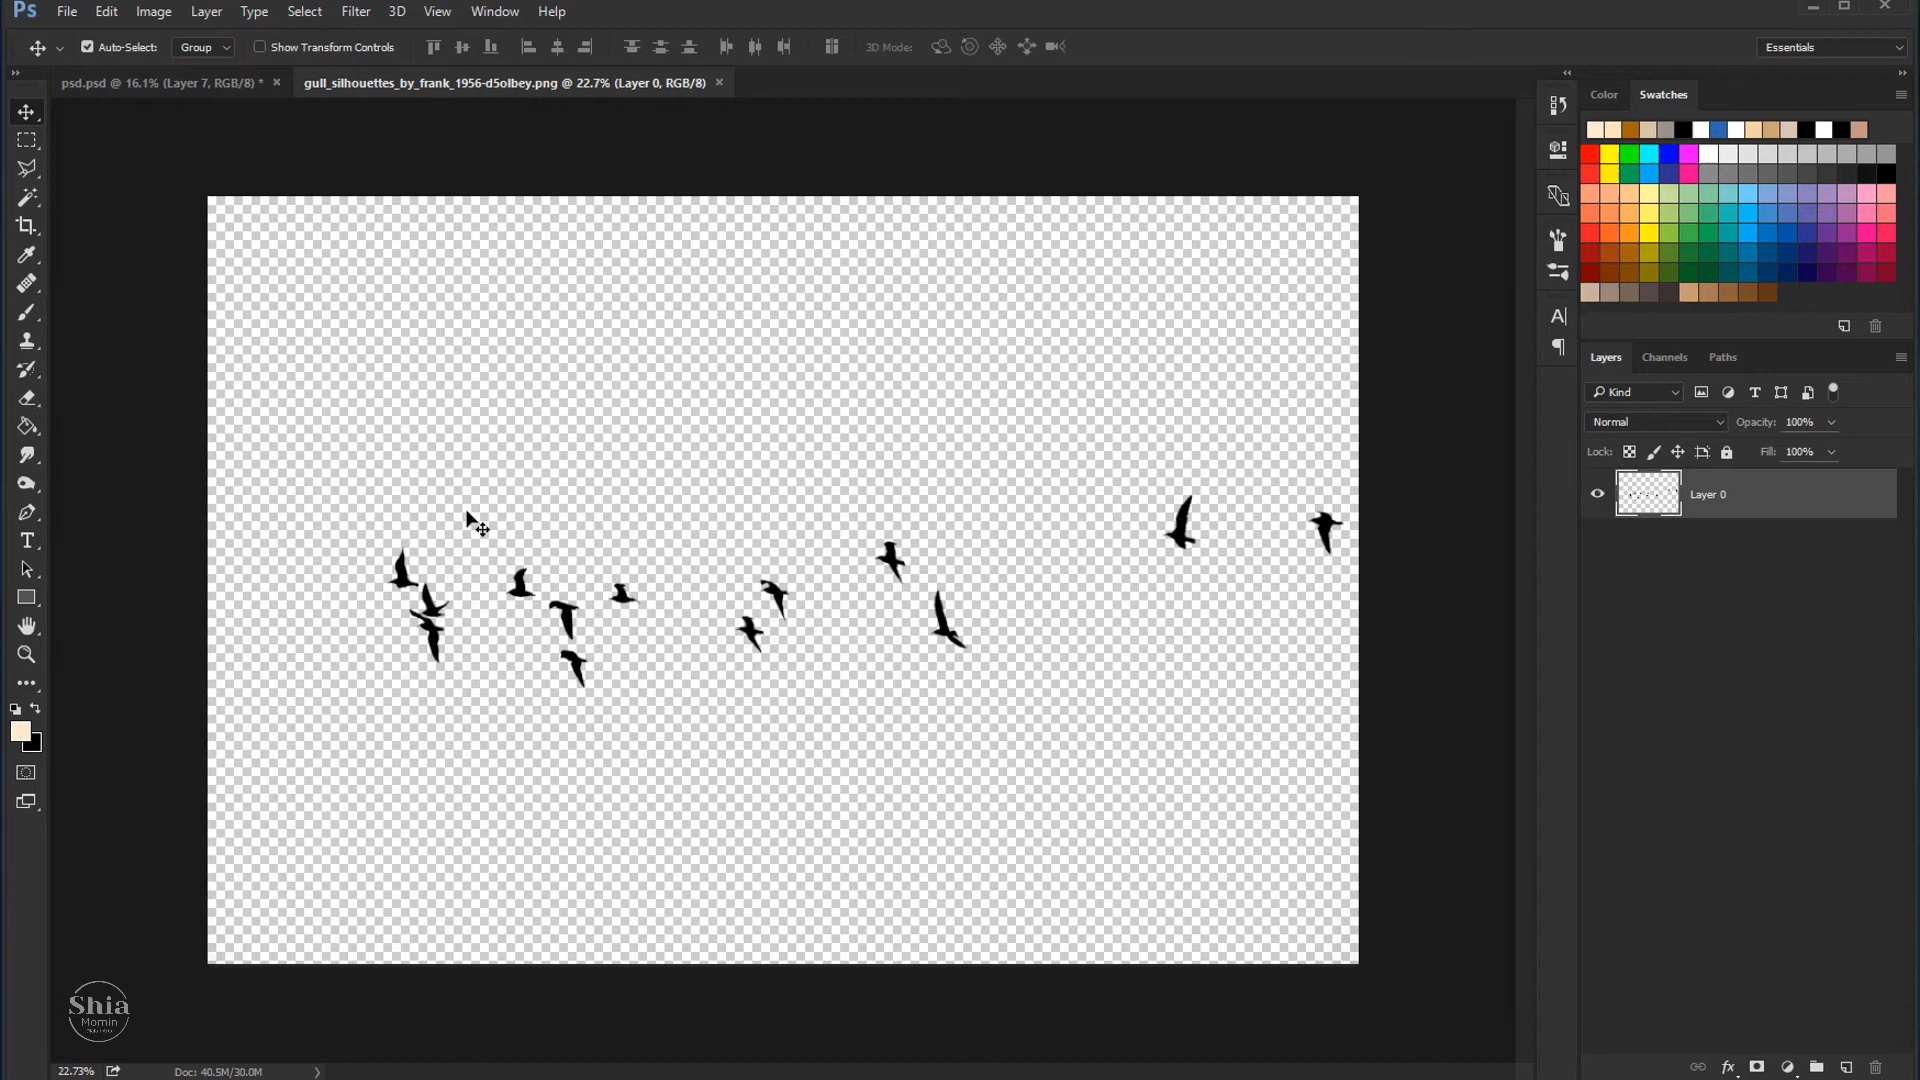 Ps File Edit Image Layer Type Select Filter 3D View Window Help
Auto-Select: Group Show Transform Controls 3D Mode: Essentials
psd.psd @ 16.1% (Layer 7, RGB/8) * × gull_silhouettes_by_frank_1956-d5olbey.png @ 22.7% (Layer 0, RGB/8) ×
Color Swatches
Layers Channels Paths
Kind
Normal Opacity: 100%
Lock: Fill: 100%
Layer 0
Shia
Momin
22.73% Doc: 40.5M/30.0M